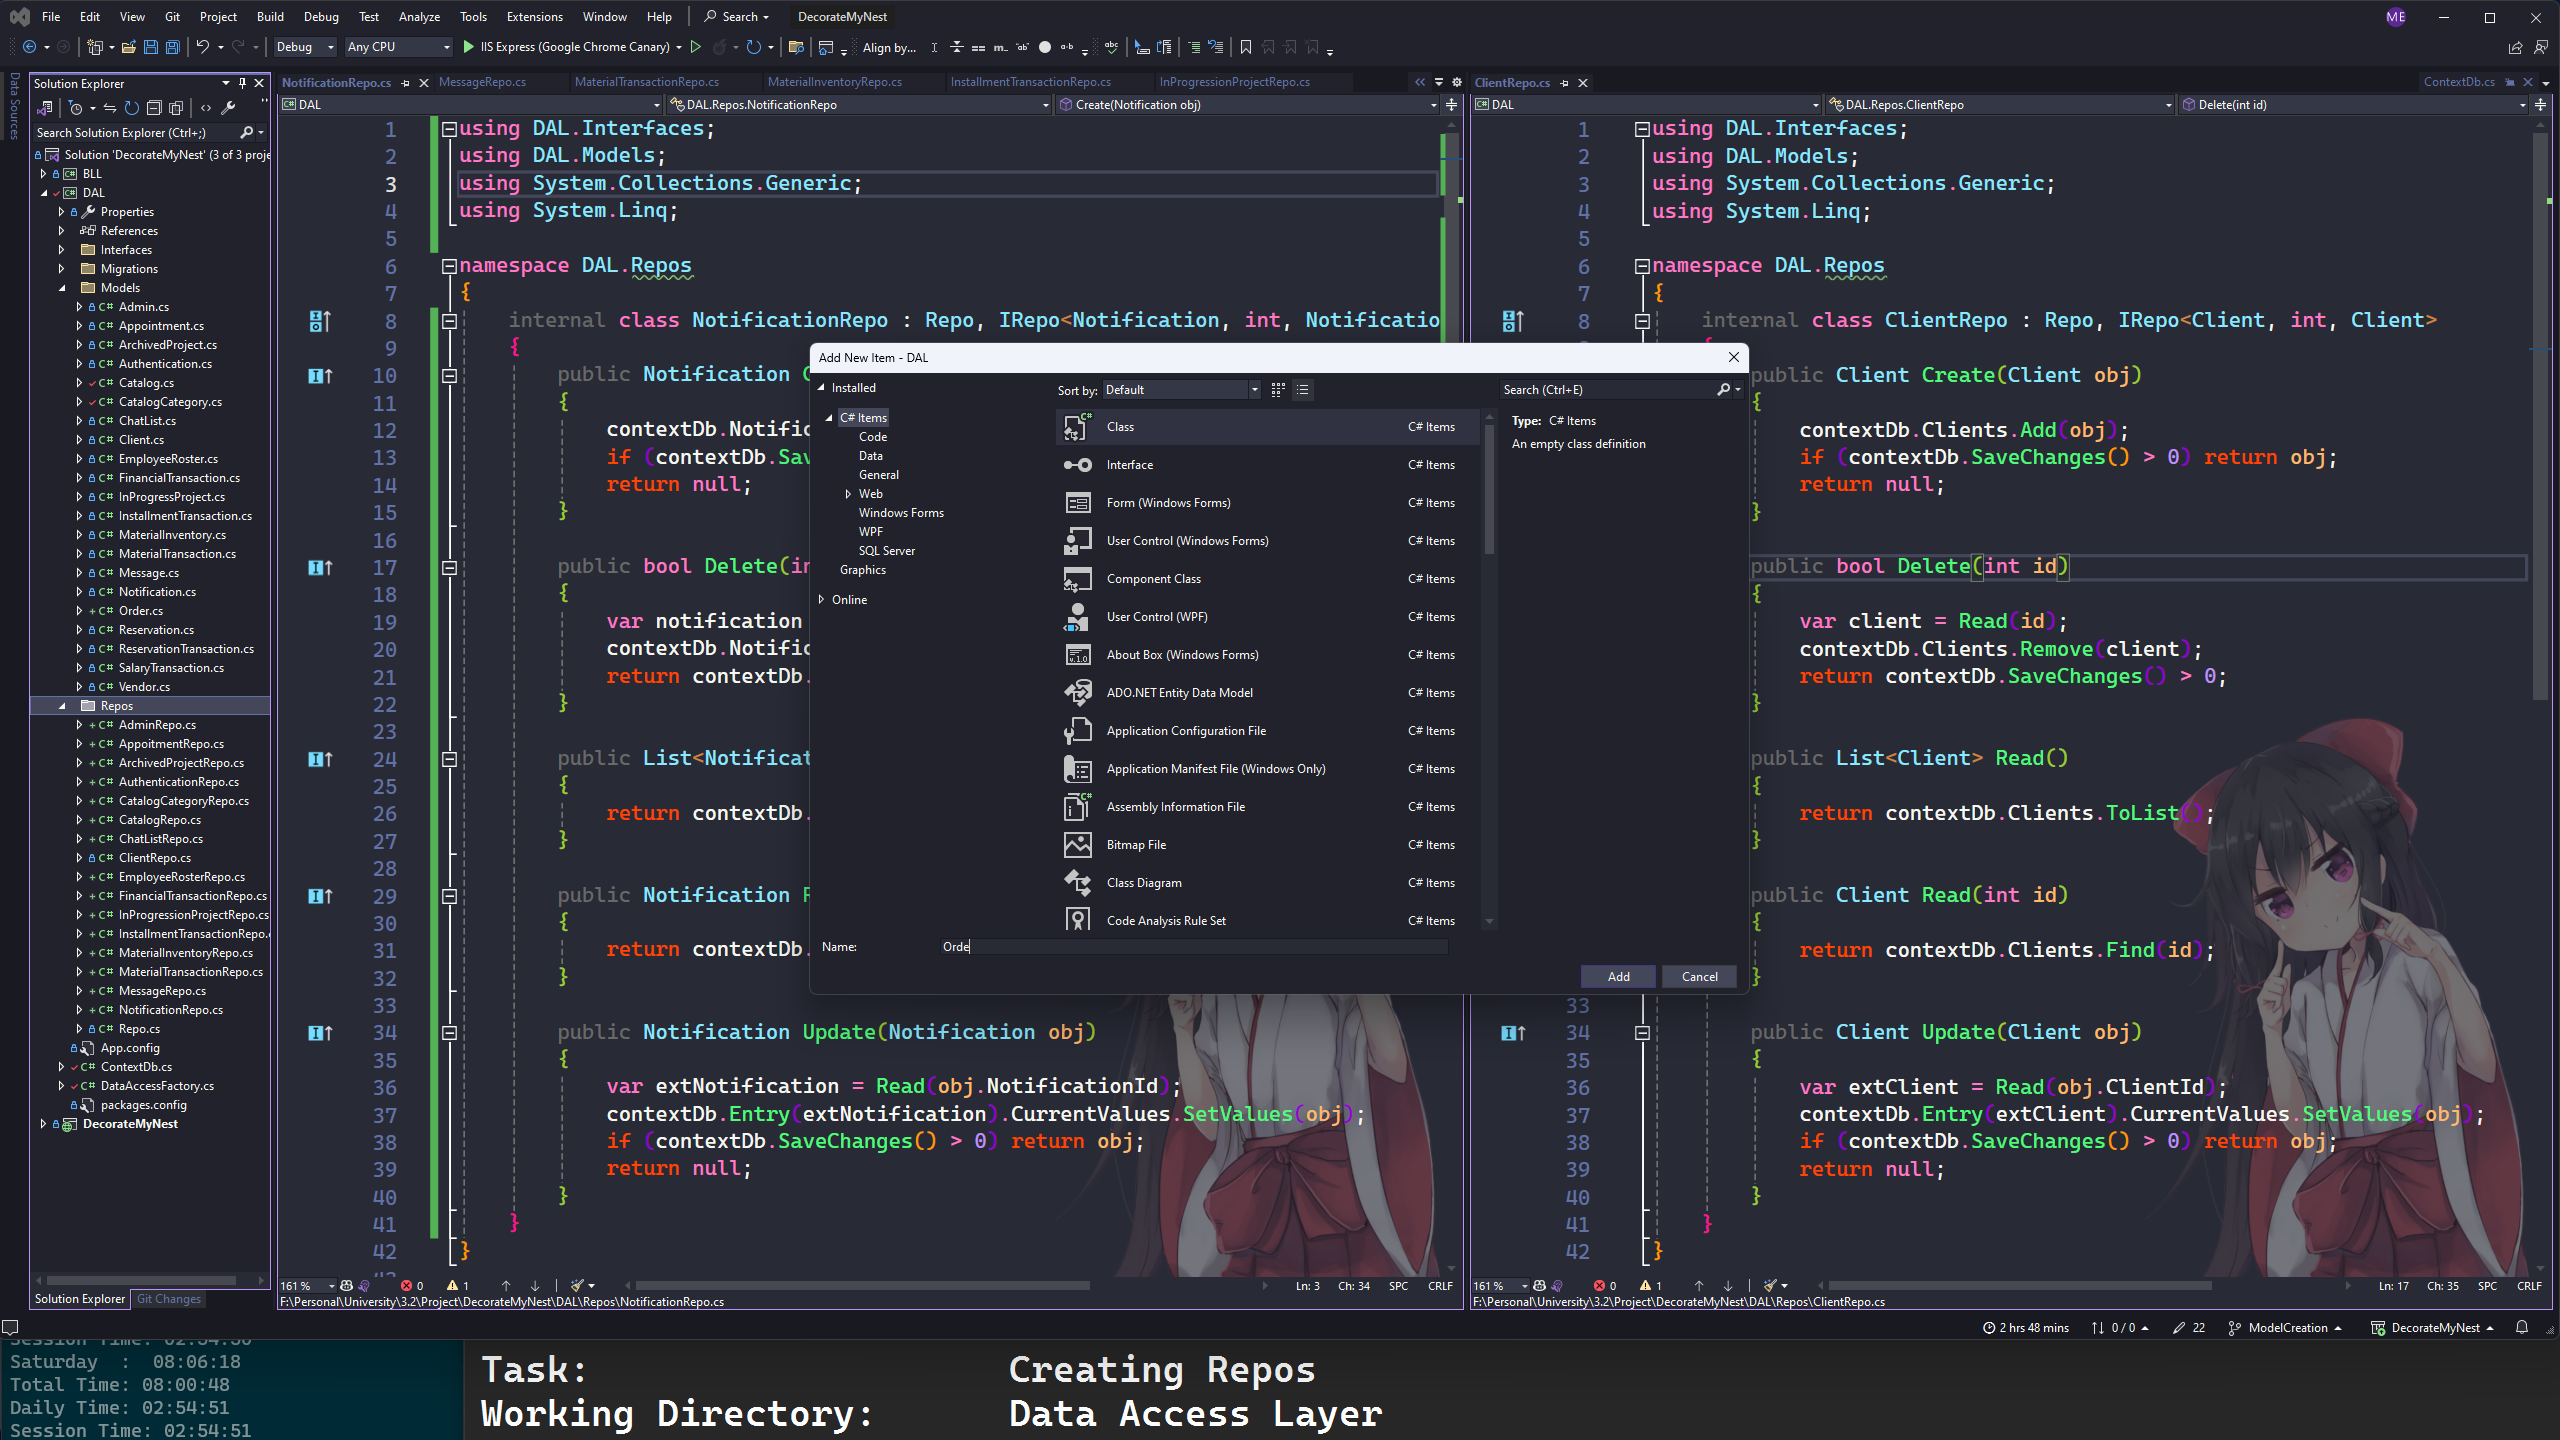 File Edit View Git Project Build Debug Test Analyze Tools Extensions Window Help Search DecorateMyNest ME
Debug Any CPU IIS Express (Google Chrome Canary) Align by...
Data Sources
Solution Explorer
Search Solution Explorer (Ctrl+;)
Solution 'DecorateMyNest' (3 of 3 proje
BLL
DAL
Properties
References
Interfaces
Migrations
Models
Admin.cs
Appointment.cs
ArchivedProject.cs
Authentication.cs
Catalog.cs
CatalogCategory.cs
ChatList.cs
Client.cs
EmployeeRoster.cs
FinancialTransaction.cs
InProgressProject.cs
InstallmentTransaction.cs
MaterialInventory.cs
MaterialTransaction.cs
Message.cs
Notification.cs
Order.cs
Reservation.cs
ReservationTransaction.cs
SalaryTransaction.cs
Vendor.cs
Repos
AdminRepo.cs
AppoitmentRepo.cs
ArchivedProjectRepo.cs
AuthenticationRepo.cs
CatalogCategoryRepo.cs
CatalogRepo.cs
ChatListRepo.cs
ClientRepo.cs
EmployeeRosterRepo.cs
FinancialTransactionRepo.cs
InProgressionProjectRepo.cs
InstallmentTransactionRepo.
MaterialInventoryRepo.cs
MaterialTransactionRepo.cs
MessageRepo.cs
NotificationRepo.cs
Repo.cs
App.config
ContextDb.cs
DataAccessFactory.cs
packages.config
DecorateMyNest
Solution Explorer Git Changes
NotificationRepo.cs MessageRepo.cs MaterialTransactionRepo.cs MaterialInventoryRepo.cs InstallmentTransactionRepo.cs InProgressionProjectRepo.cs
DAL DAL.Repos.NotificationRepo Create(Notification obj)
1 using DAL.Interfaces;
2 using DAL.Models;
3 using System.Collections.Generic;
4 using System.Linq;
5
6 namespace DAL.Repos
7 {
8 internal class NotificationRepo : Repo, IRepo<Notification, int, Notificatio
9 {
10 public Notification C
11 {
12 contextDb.Notific
13 if (contextDb.Sav
14 return null;
15 }
16
17 public bool Delete(in
18 {
19 var notification
20 contextDb.Notific
21 return contextDb.
22 }
23
24 public List<Notificat
25 {
26 return contextDb.
27 }
28
29 public Notification R
30 {
31 return contextDb.
32 }
33
34 public Notification Update(Notification obj)
35 {
36 var extNotification = Read(obj.NotificationId);
37 contextDb.Entry(extNotification).CurrentValues.SetValues(obj);
38 if (contextDb.SaveChanges() > 0) return obj;
39 return null;
40 }
41 }
42 }
161 % 0 1 Ln: 3 Ch: 34 SPC CRLF
F:\Personal\University\3.2\Project\DecorateMyNest\DAL\Repos\NotificationRepo.cs
Add New Item - DAL
Installed
C# Items
Code
Data
General
Web
Windows Forms
WPF
SQL Server
Graphics
Online
Sort by: Default
Class C# Items
Interface C# Items
Form (Windows Forms) C# Items
User Control (Windows Forms) C# Items
Component Class C# Items
User Control (WPF) C# Items
About Box (Windows Forms) C# Items
ADO.NET Entity Data Model C# Items
Application Configuration File C# Items
Application Manifest File (Windows Only) C# Items
Assembly Information File C# Items
Bitmap File C# Items
Class Diagram C# Items
Code Analysis Rule Set C# Items
Search (Ctrl+E)
Type: C# Items
An empty class definition
Name: Orde
Add Cancel
ClientRepo.cs ContextDb.cs
DAL DAL.Repos.ClientRepo Delete(int id)
1 using DAL.Interfaces;
2 using DAL.Models;
3 using System.Collections.Generic;
4 using System.Linq;
5
6 namespace DAL.Repos
7 {
8 internal class ClientRepo : Repo, IRepo<Client, int, Client>
public Client Create(Client obj)
{
contextDb.Clients.Add(obj);
if (contextDb.SaveChanges() > 0) return obj;
return null;
}
public bool Delete(int id)
{
var client = Read(id);
contextDb.Clients.Remove(client);
return contextDb.SaveChanges() > 0;
}
public List<Client> Read()
{
return contextDb.Clients.ToList();
}
public Client Read(int id)
{
return contextDb.Clients.Find(id);
}
33
34 public Client Update(Client obj)
35 {
36 var extClient = Read(obj.ClientId);
37 contextDb.Entry(extClient).CurrentValues.SetValues(obj);
38 if (contextDb.SaveChanges() > 0) return obj;
39 return null;
40 }
41 }
42 }
161 % 0 1 Ln: 17 Ch: 35 SPC CRLF
F:\Personal\University\3.2\Project\DecorateMyNest\DAL\Repos\ClientRepo.cs
2 hrs 48 mins 0 / 0 22 ModelCreation DecorateMyNest
Session Time: 02:54:50
Saturday : 08:06:18
Total Time: 08:00:48
Daily Time: 02:54:51
Session Time: 02:54:51
Task: Creating Repos
Working Directory: Data Access Layer